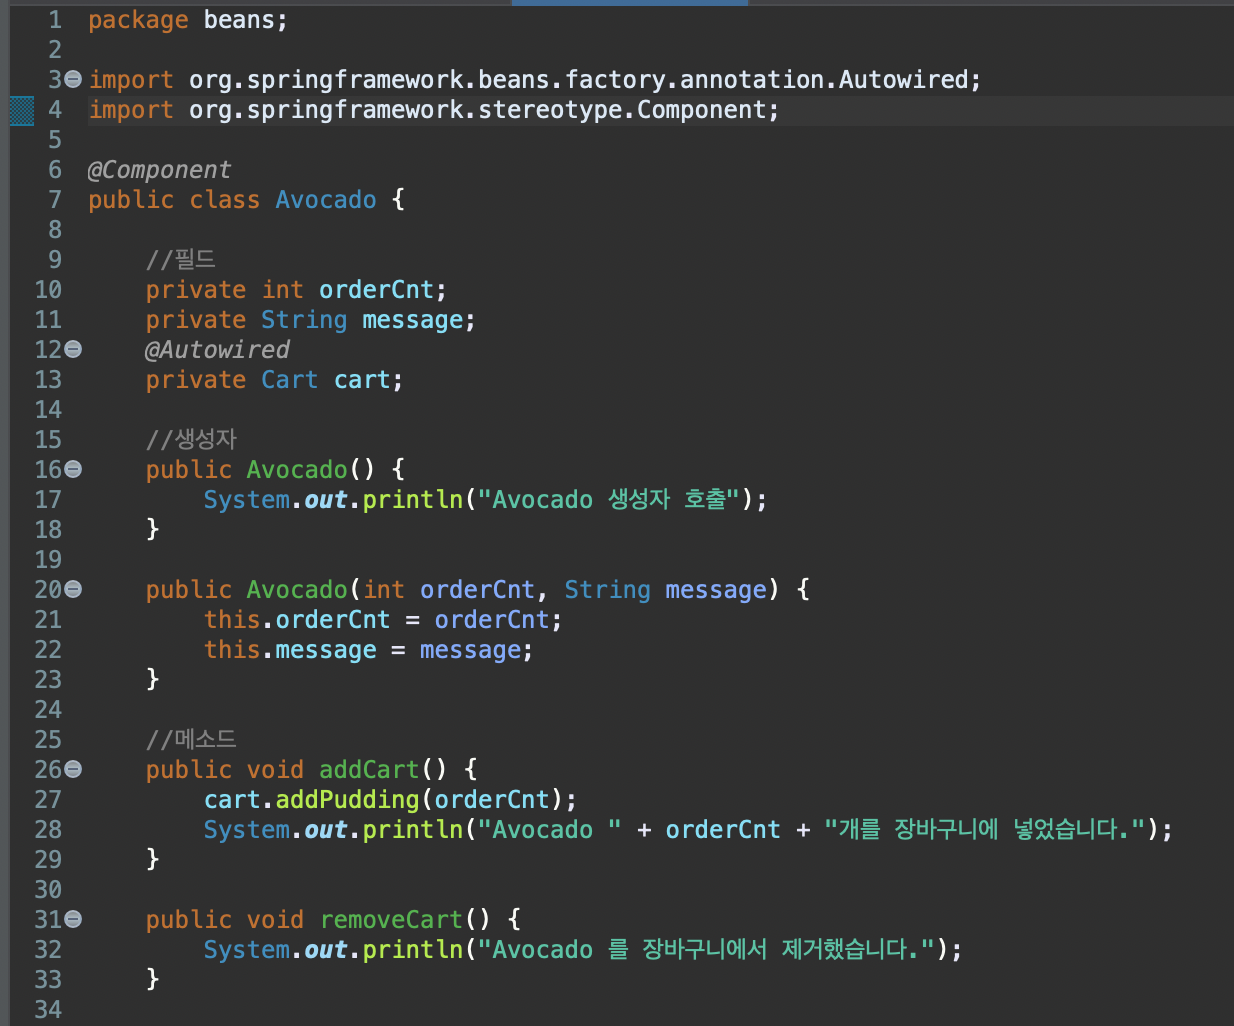 1 package beans;
2
3 import org.springframework.beans.factory.annotation.Autowired;
4 import org.springframework.stereotype.Component;
5
6 @Component
7 public class Avocado {
8
9     //필드
10     private int orderCnt;
11     private String message;
12     @Autowired
13     private Cart cart;
14
15     //생성자
16     public Avocado() {
17         System.out.println("Avocado 생성자 호출");
18     }
19
20     public Avocado(int orderCnt, String message) {
21         this.orderCnt = orderCnt;
22         this.message = message;
23     }
24
25     //메소드
26     public void addCart() {
27         cart.addPudding(orderCnt);
28         System.out.println("Avocado " + orderCnt + "개를 장바구니에 넣었습니다.");
29     }
30
31     public void removeCart() {
32         System.out.println("Avocado 를 장바구니에서 제거했습니다.");
33     }
34